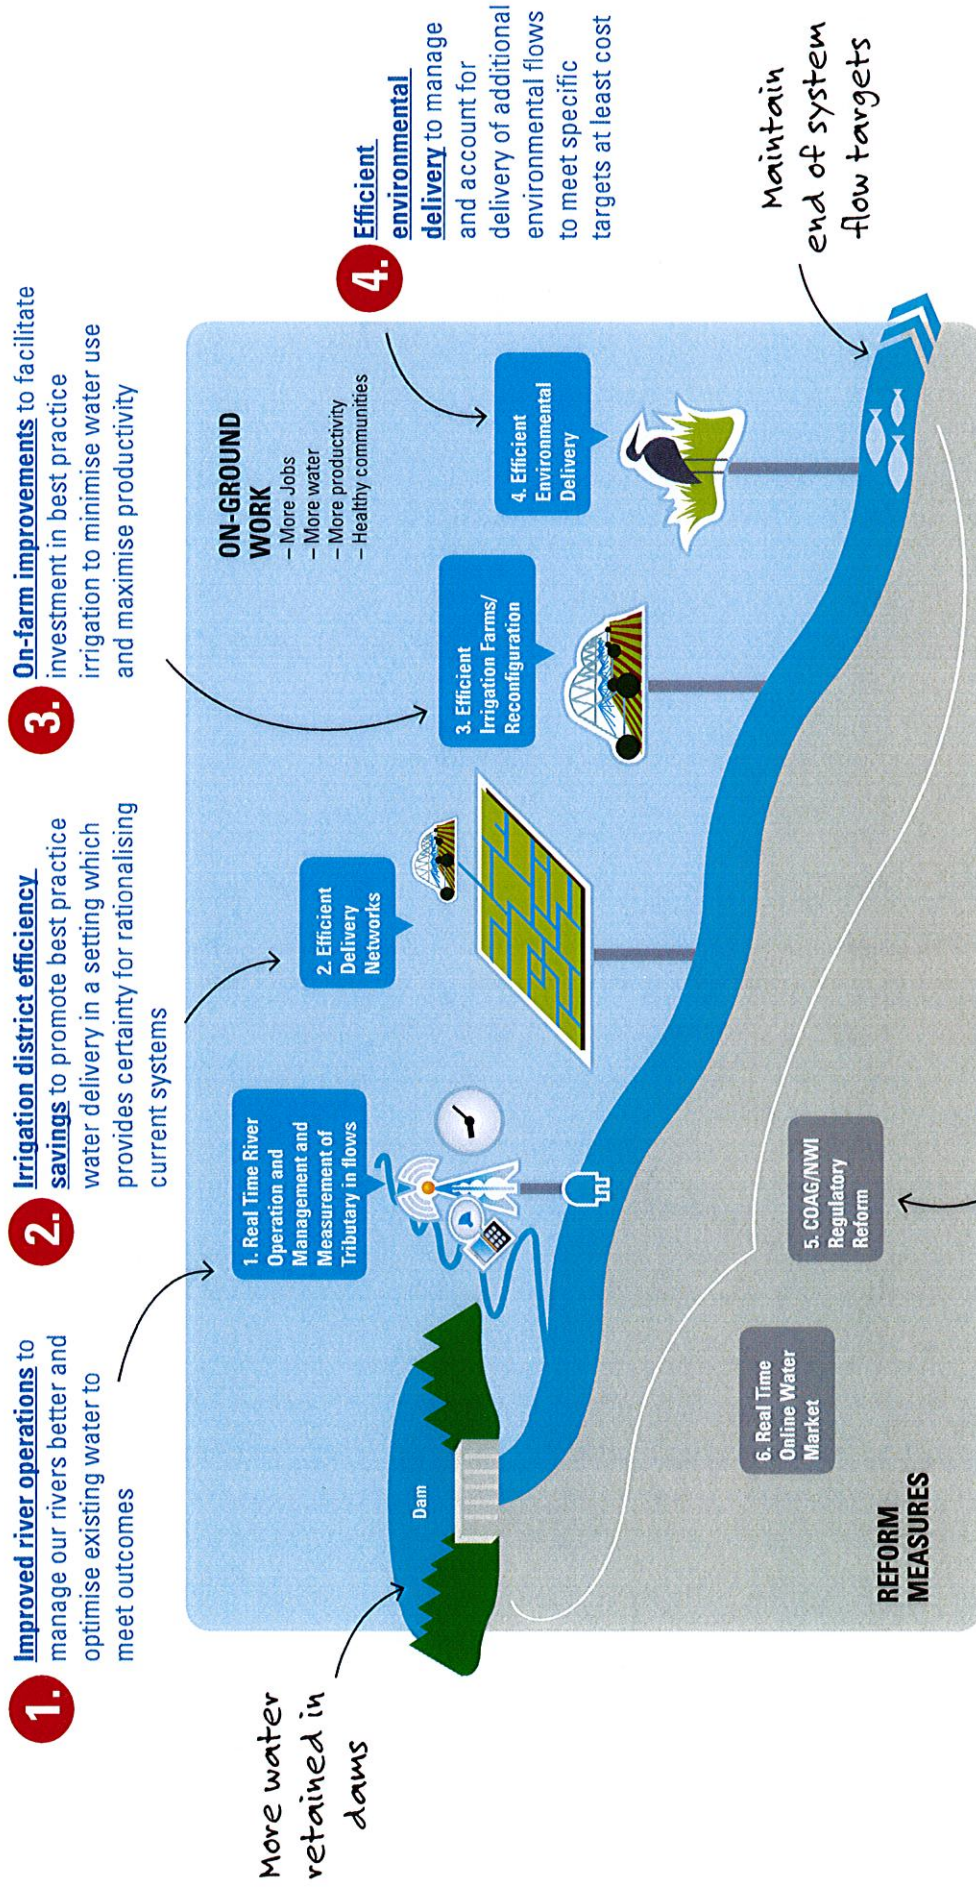 1. Improved river operations to
manage our rivers better and
optimise existing water to
meet outcomes
2. Irrigation district efficiency
savings to promote best practice
water delivery in a setting which
provides certainty for rationalising
current systems
3. On-farm improvements to facilitate
investment in best practice
irrigation to minimise water use
and maximise productivity
4. Efficient
environmental
delivery to manage
and account for
delivery of additional
environmental flows
to meet specific
targets at least cost
More water
retained in
dams
Dam
1. Real Time River
Operation and
Management and
Measurement of
Tributary in flows
2. Efficient
Delivery
Networks
3. Efficient
Irrigation Farms/
Reconfiguration
ON-GROUND
WORK
– More Jobs
– More water
– More productivity
– Healthy communities
4. Efficient
Environmental
Delivery
Maintain
end of system
flow targets
6. Real Time
Online Water
Market
5. COAG/NWI
Regulatory
Reform
REFORM
MEASURES